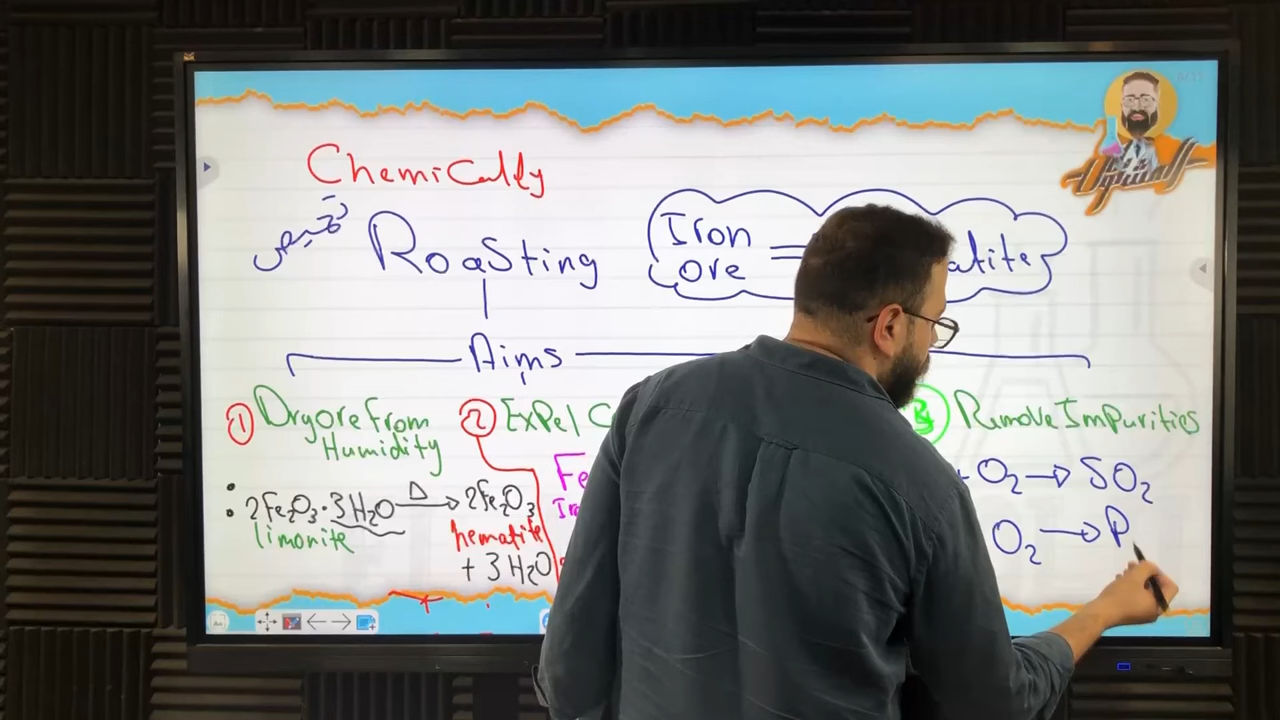 Chemically
تحميص
Roasting
Iron
ore =
Aims
① Dry ore From
Humidity
② Expel
③ Remove Impurities
: 2Fe₂O₃·3H₂O Δ→ 2Fe₂O₃
limonite
hematite
+ 3H₂O
Fe
+ O₂ → SO₂
O₂ → P